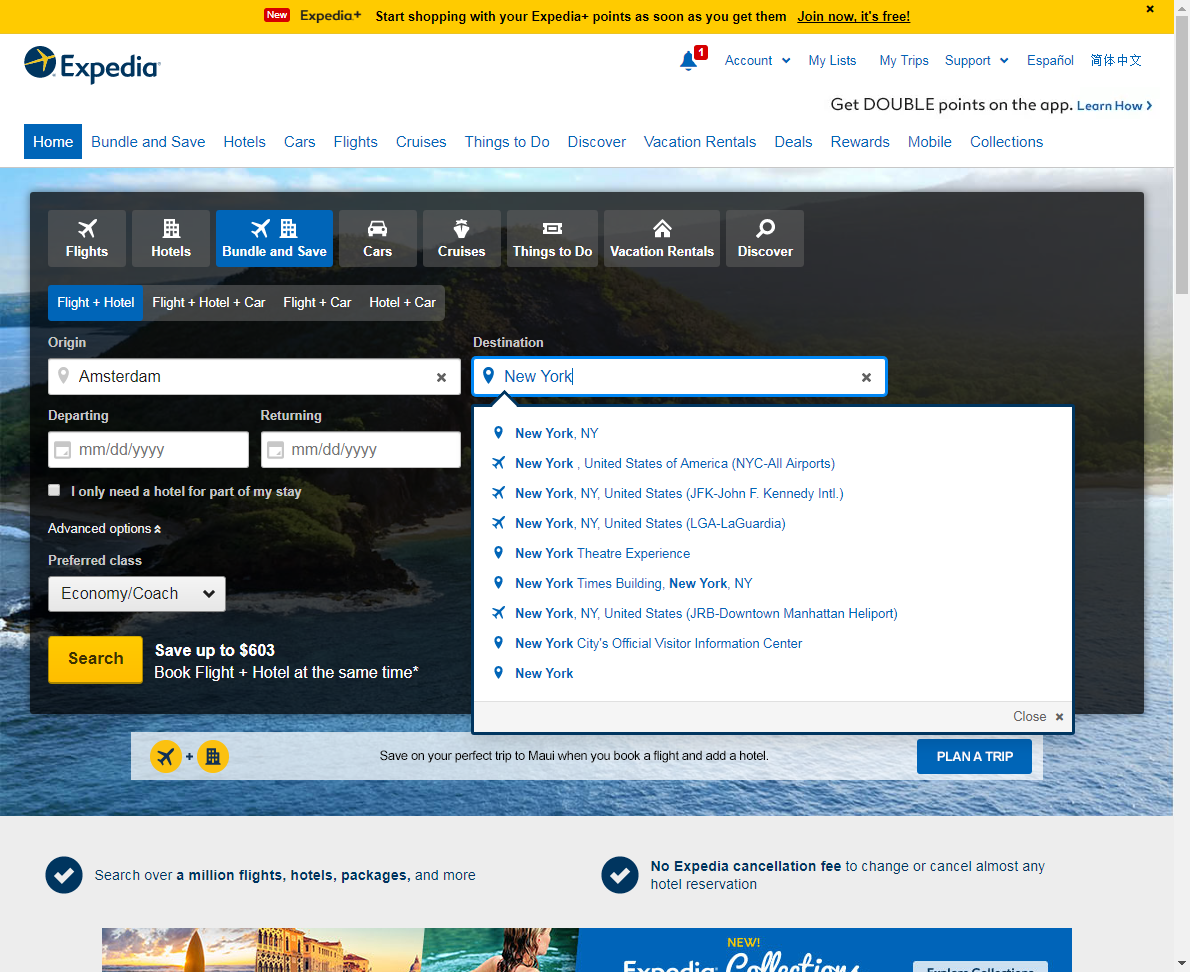 New Expedia+ Start shopping with your Expedia+ points as soon as you get them Join now, it's free!
Expedia
1 Account My Lists My Trips Support Español 简体中文
Get DOUBLE points on the app. Learn How
Home Bundle and Save Hotels Cars Flights Cruises Things to Do Discover Vacation Rentals Deals Rewards Mobile Collections
Flights Hotels Bundle and Save Cars Cruises Things to Do Vacation Rentals Discover
Flight + Hotel Flight + Hotel + Car Flight + Car Hotel + Car
Origin Destination
Amsterdam New York
Departing Returning
mm/dd/yyyy mm/dd/yyyy
I only need a hotel for part of my stay
Advanced options
Preferred class
Economy/Coach
Search Save up to $603
Book Flight + Hotel at the same time*
New York, NY
New York , United States of America (NYC-All Airports)
New York, NY, United States (JFK-John F. Kennedy Intl.)
New York, NY, United States (LGA-LaGuardia)
New York Theatre Experience
New York Times Building, New York, NY
New York, NY, United States (JRB-Downtown Manhattan Heliport)
New York City's Official Visitor Information Center
New York
Close
+ Save on your perfect trip to Maui when you book a flight and add a hotel. PLAN A TRIP
Search over a million flights, hotels, packages, and more
No Expedia cancellation fee to change or cancel almost any
hotel reservation
NEW!
Expedia Collections Explore Collections